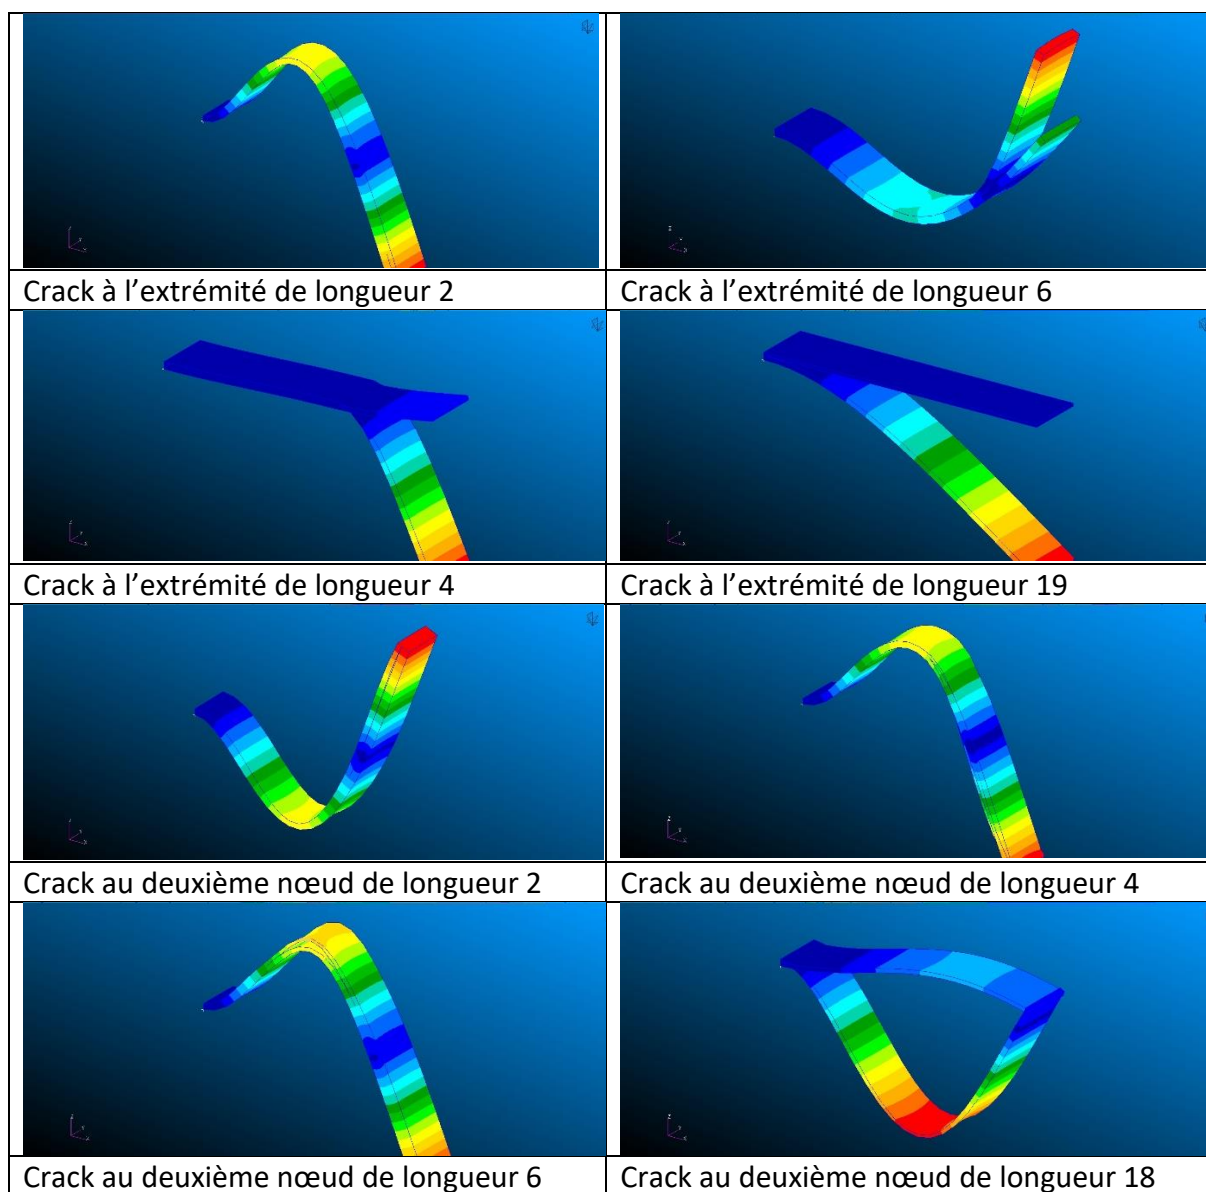 Crack à l’extrémité de longueur 2
Crack à l’extrémité de longueur 6
Crack à l’extrémité de longueur 4
Crack à l’extrémité de longueur 19
Crack au deuxième nœud de longueur 2
Crack au deuxième nœud de longueur 4
Crack au deuxième nœud de longueur 6
Crack au deuxième nœud de longueur 18